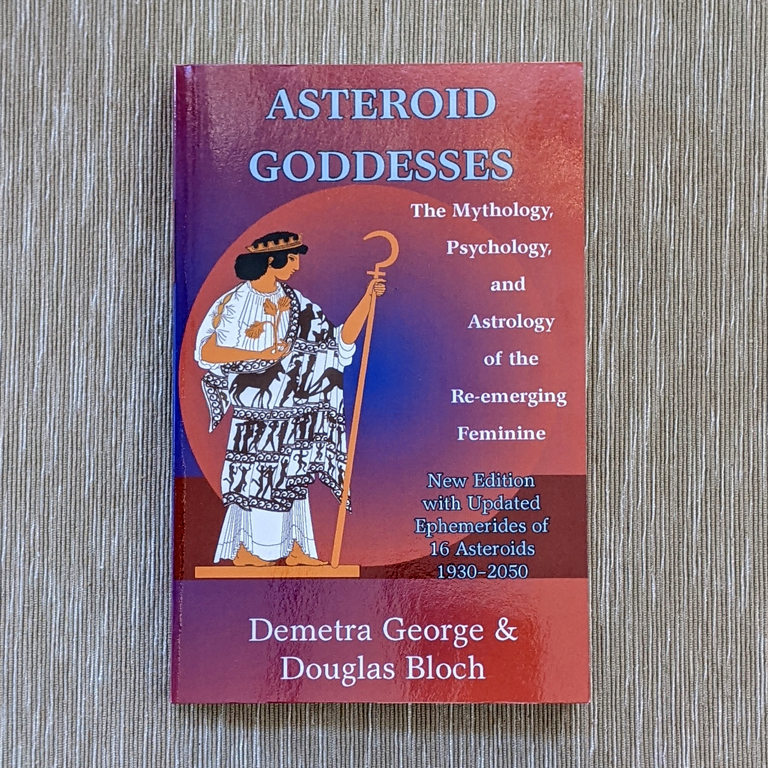 ASTEROID
GODDESSES
The Mythology,
Psychology,
and
Astrology
of the
Re-emerging
Feminine
New Edition
with Updated
Ephemerides of
16 Asteroids
1930–2050
Demetra George &
Douglas Bloch